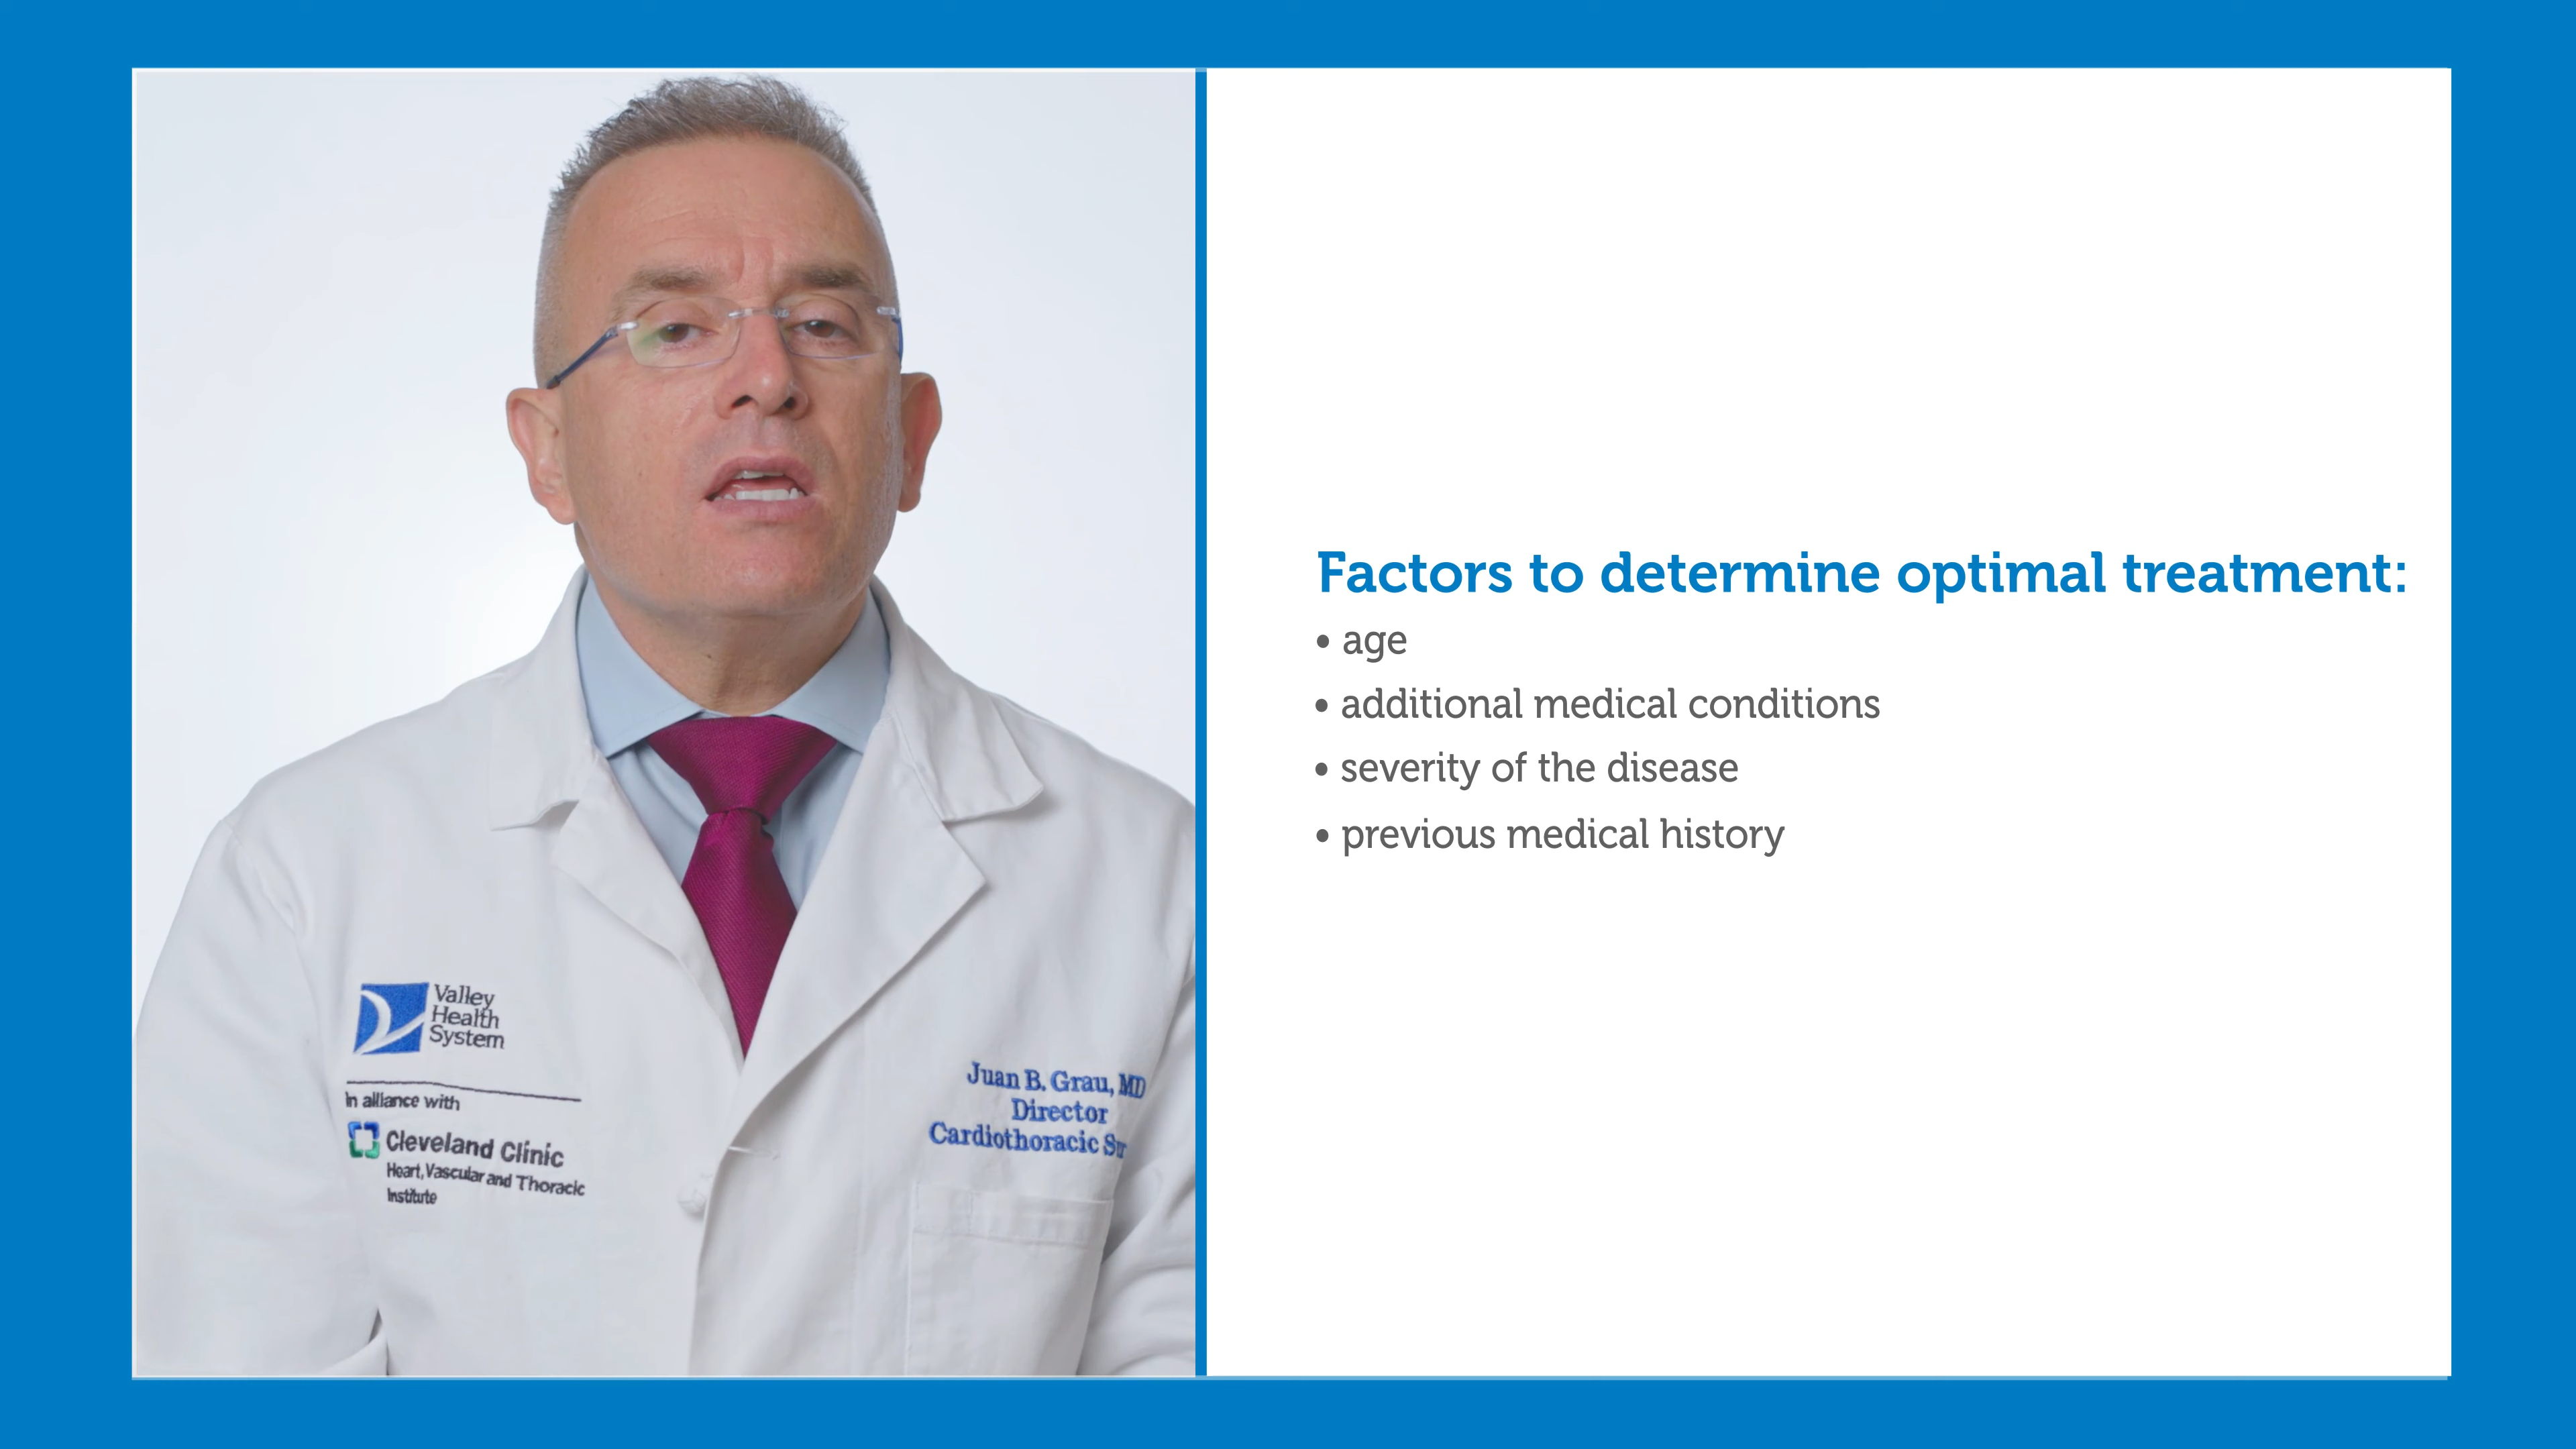 Valley
Health
System
in alliance with
Cleveland Clinic
Heart, Vascular and Thoracic
Institute
Juan B. Grau, MD
Director
Cardiothoracic Sur
Factors to determine optimal treatment:
• age
• additional medical conditions
• severity of the disease
• previous medical history